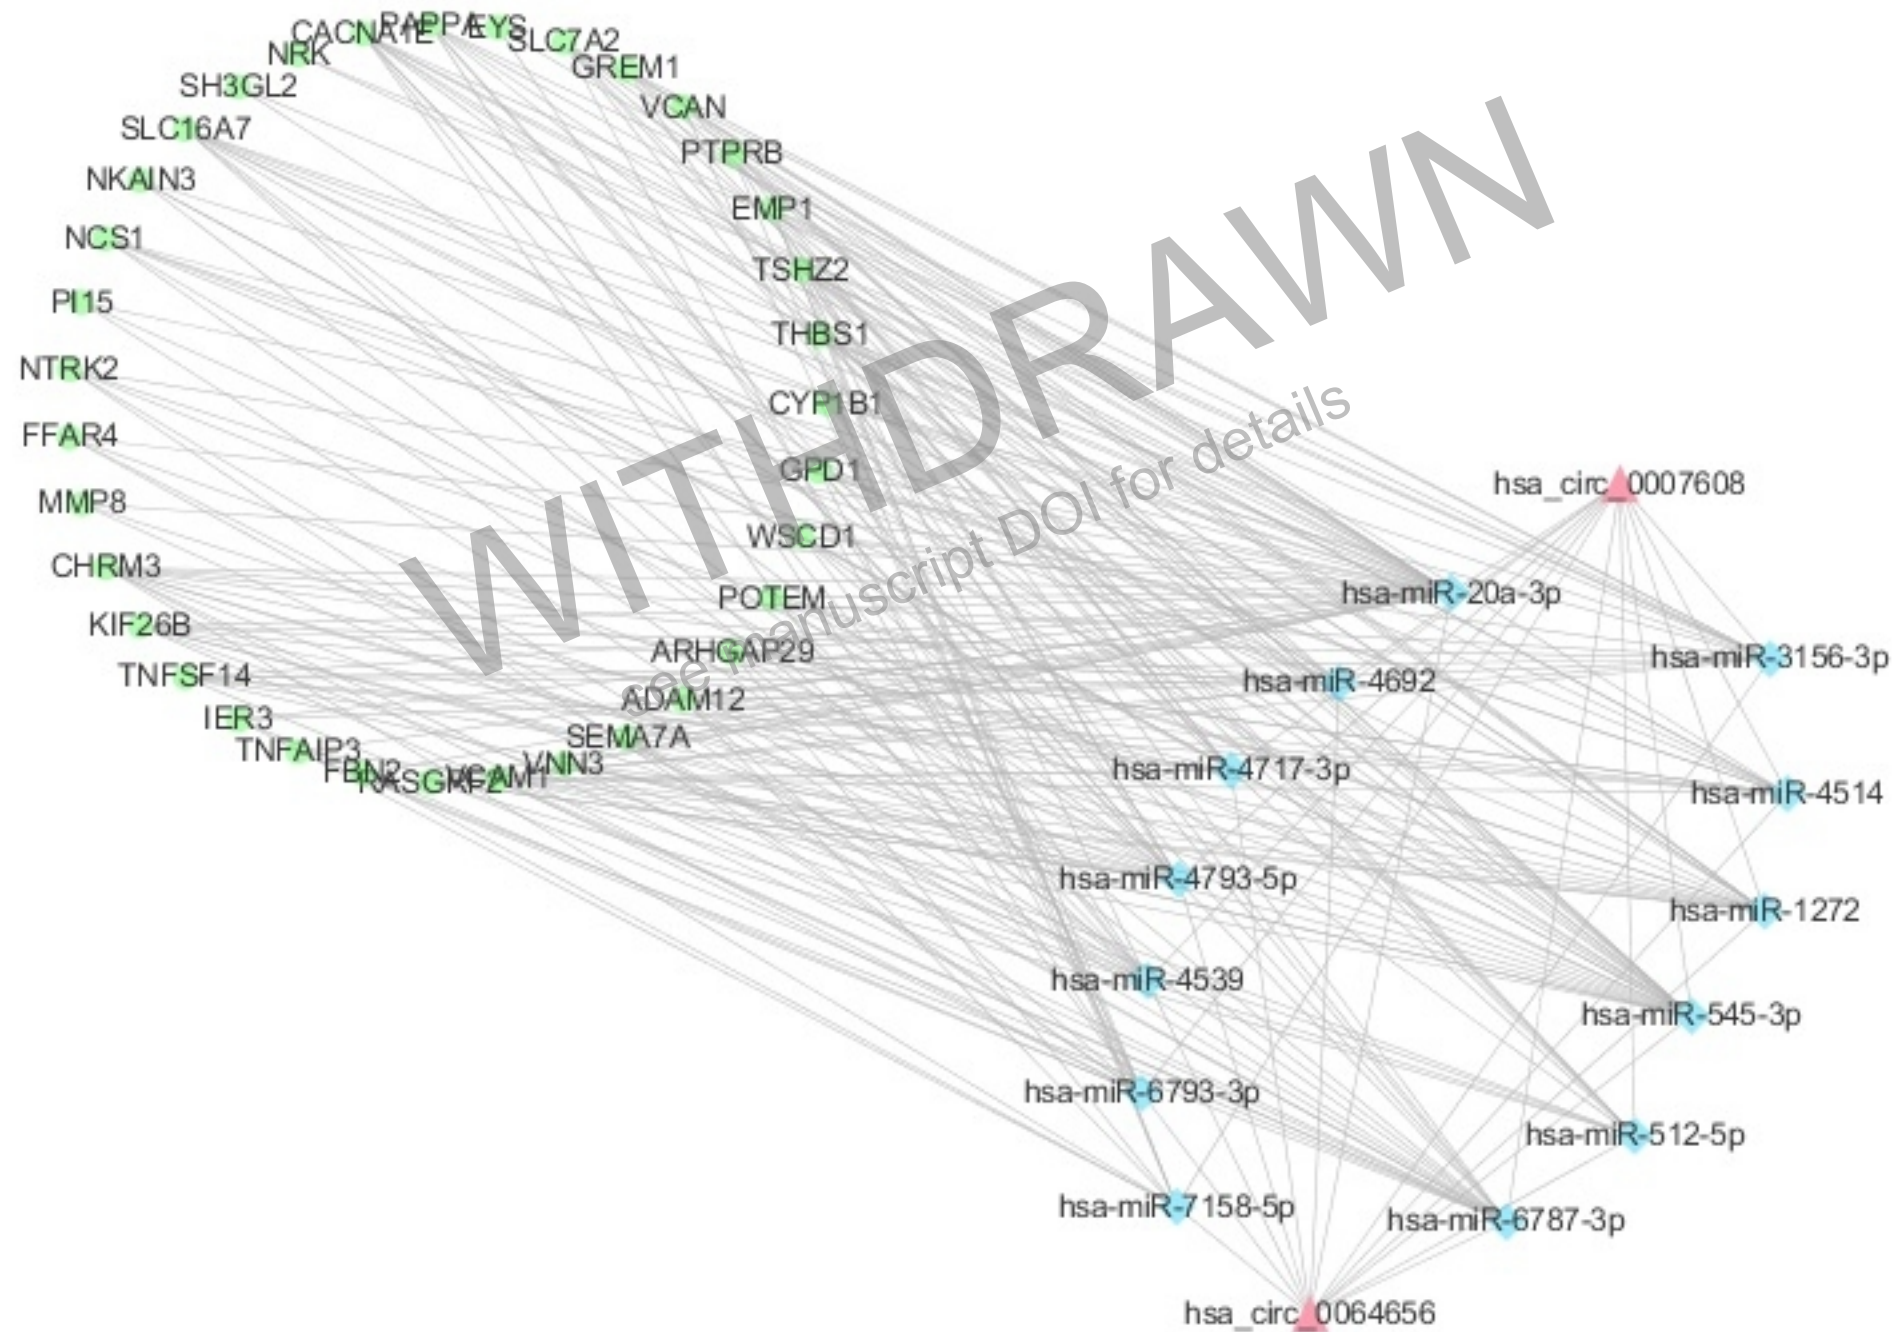 PAPPA
EYS
CACNA1E
SLC7A2
NRK
GREM1
SH3GL2
VCAN
SLC16A7
PTPRB
NKAIN3
EMP1
NCS1
TSHZ2
PI15
THBS1
NTRK2
CYP1B1
FFAR4
GPD1
MMP8
WSCD1
CHRM3
POTEM
KIF26B
ARHGAP29
TNFSF14
ADAM12
IER3
SEMA7A
TNFAIP3
VNN3
FBN2
RASGRF2
VCAM1
WITHDRAWN
see manuscript DOI for details
hsa_circ_0007608
hsa-miR-20a-3p
hsa-miR-3156-3p
hsa-miR-4692
hsa-miR-4717-3p
hsa-miR-4514
hsa-miR-4793-5p
hsa-miR-1272
hsa-miR-4539
hsa-miR-545-3p
hsa-miR-6793-3p
hsa-miR-512-5p
hsa-miR-7158-5p
hsa-miR-6787-3p
hsa_circ_0064656